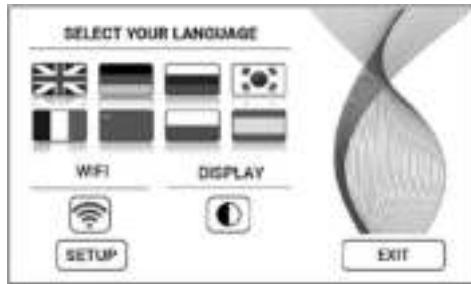 SELECT YOUR LANGUAGE
WIFI
DISPLAY
SETUP
EXIT